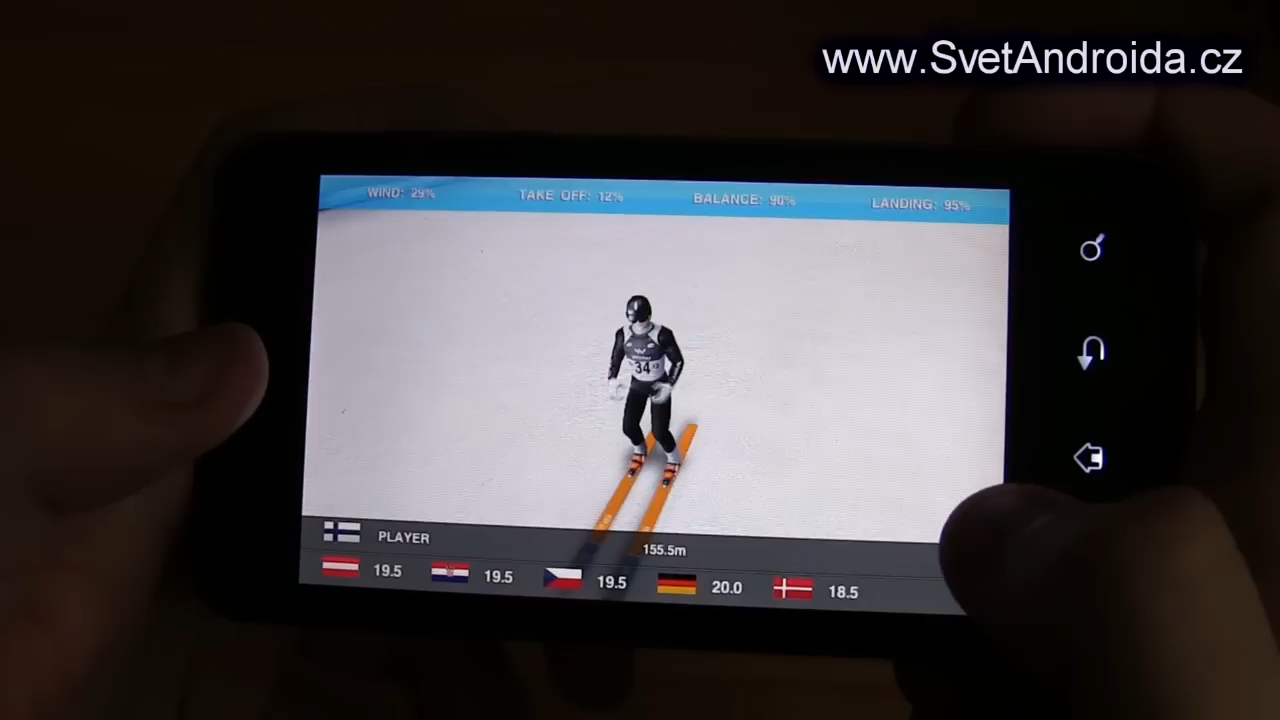 www.SvetAndroida.cz
WIND: 29% TAKE OFF: 12% BALANCE: 90% LANDING: 95%
34
PLAYER
155.5m
19.5 19.5 19.5 20.0 18.5